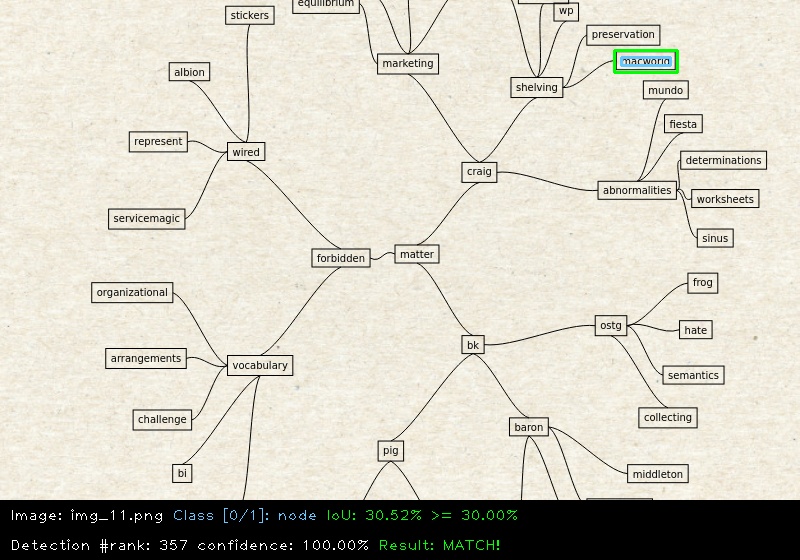 stickers
equilibrium
wp
preservation
marketing
macworld
albion
shelving
mundo
fiesta
represent
wired
determinations
craig
abnormalities
worksheets
servicemagic
sinus
forbidden
matter
organizational
frog
ostg
hate
bk
arrangements
vocabulary
semantics
challenge
collecting
baron
pig
bi
middleton
Image: img_11.png Class [0/1]: node IoU: 30.52% >= 30.00%
Detection #rank: 357 confidence: 100.00% Result: MATCH!